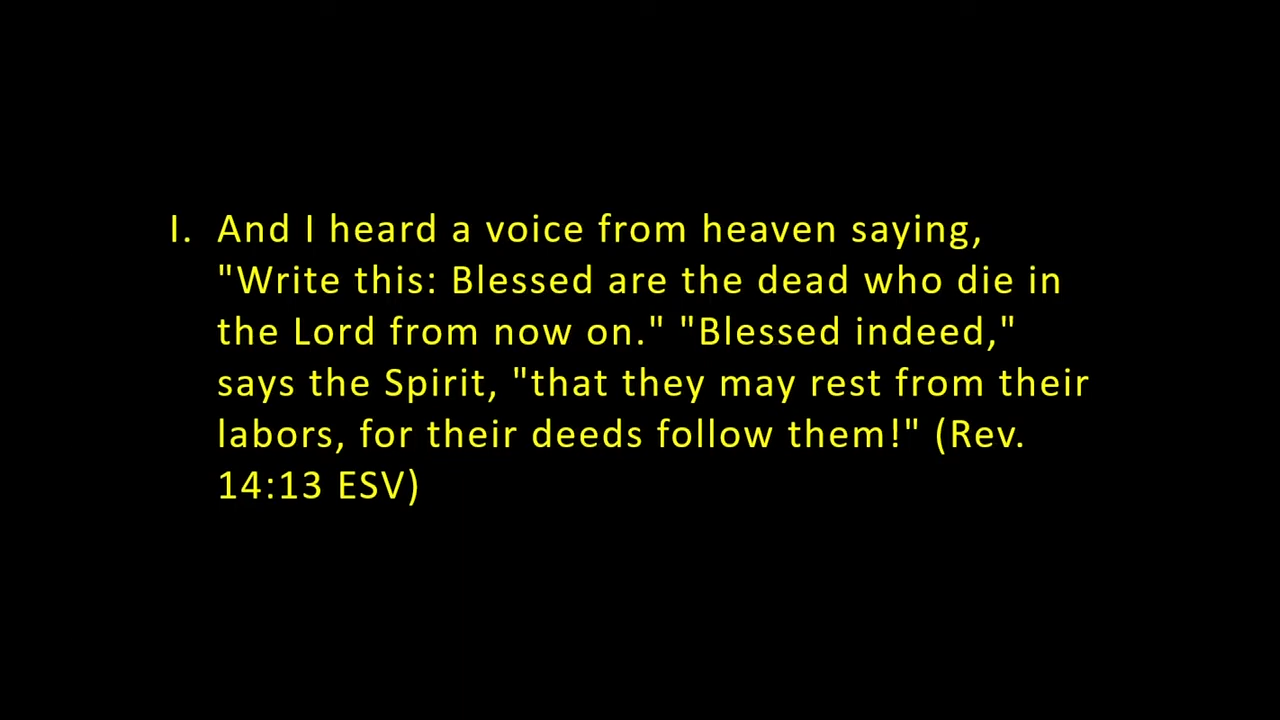 I. And I heard a voice from heaven saying,
"Write this: Blessed are the dead who die in
the Lord from now on." "Blessed indeed,"
says the Spirit, "that they may rest from their
labors, for their deeds follow them!" (Rev.
14:13 ESV)